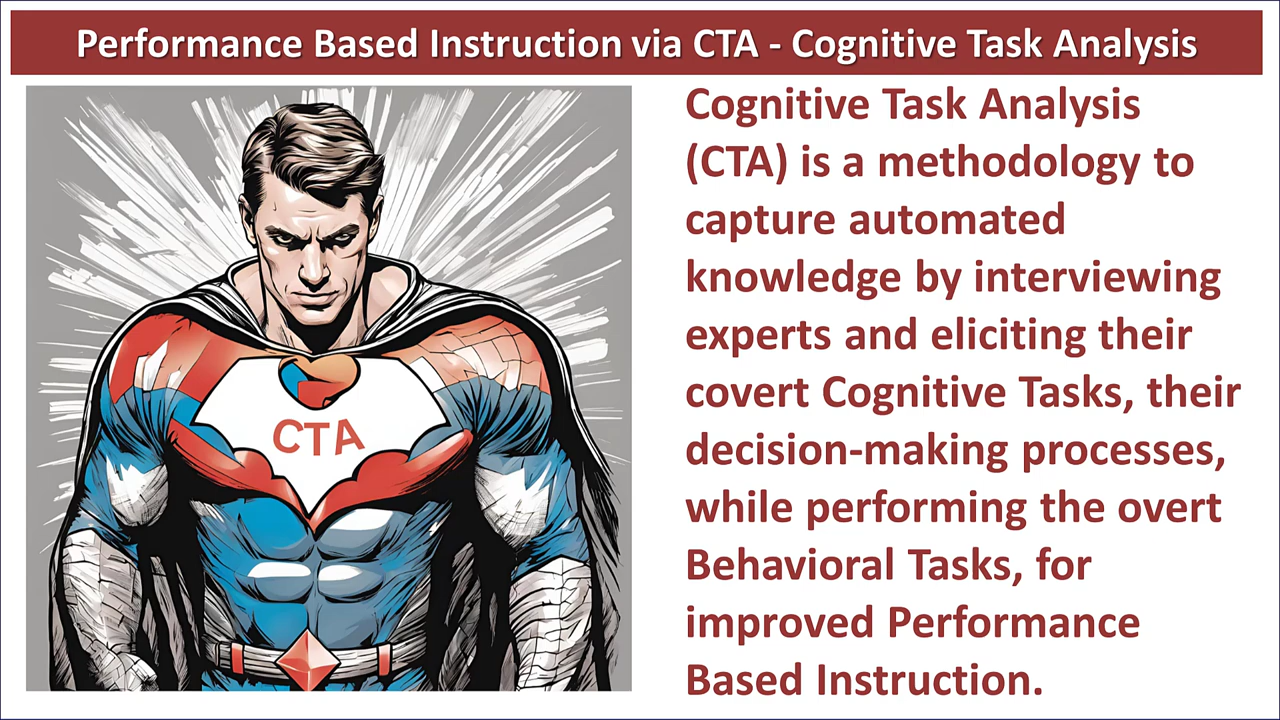 Performance Based Instruction via CTA - Cognitive Task Analysis
CTA
Cognitive Task Analysis
(CTA) is a methodology to
capture automated
knowledge by interviewing
experts and eliciting their
covert Cognitive Tasks, their
decision-making processes,
while performing the overt
Behavioral Tasks, for
improved Performance
Based Instruction.